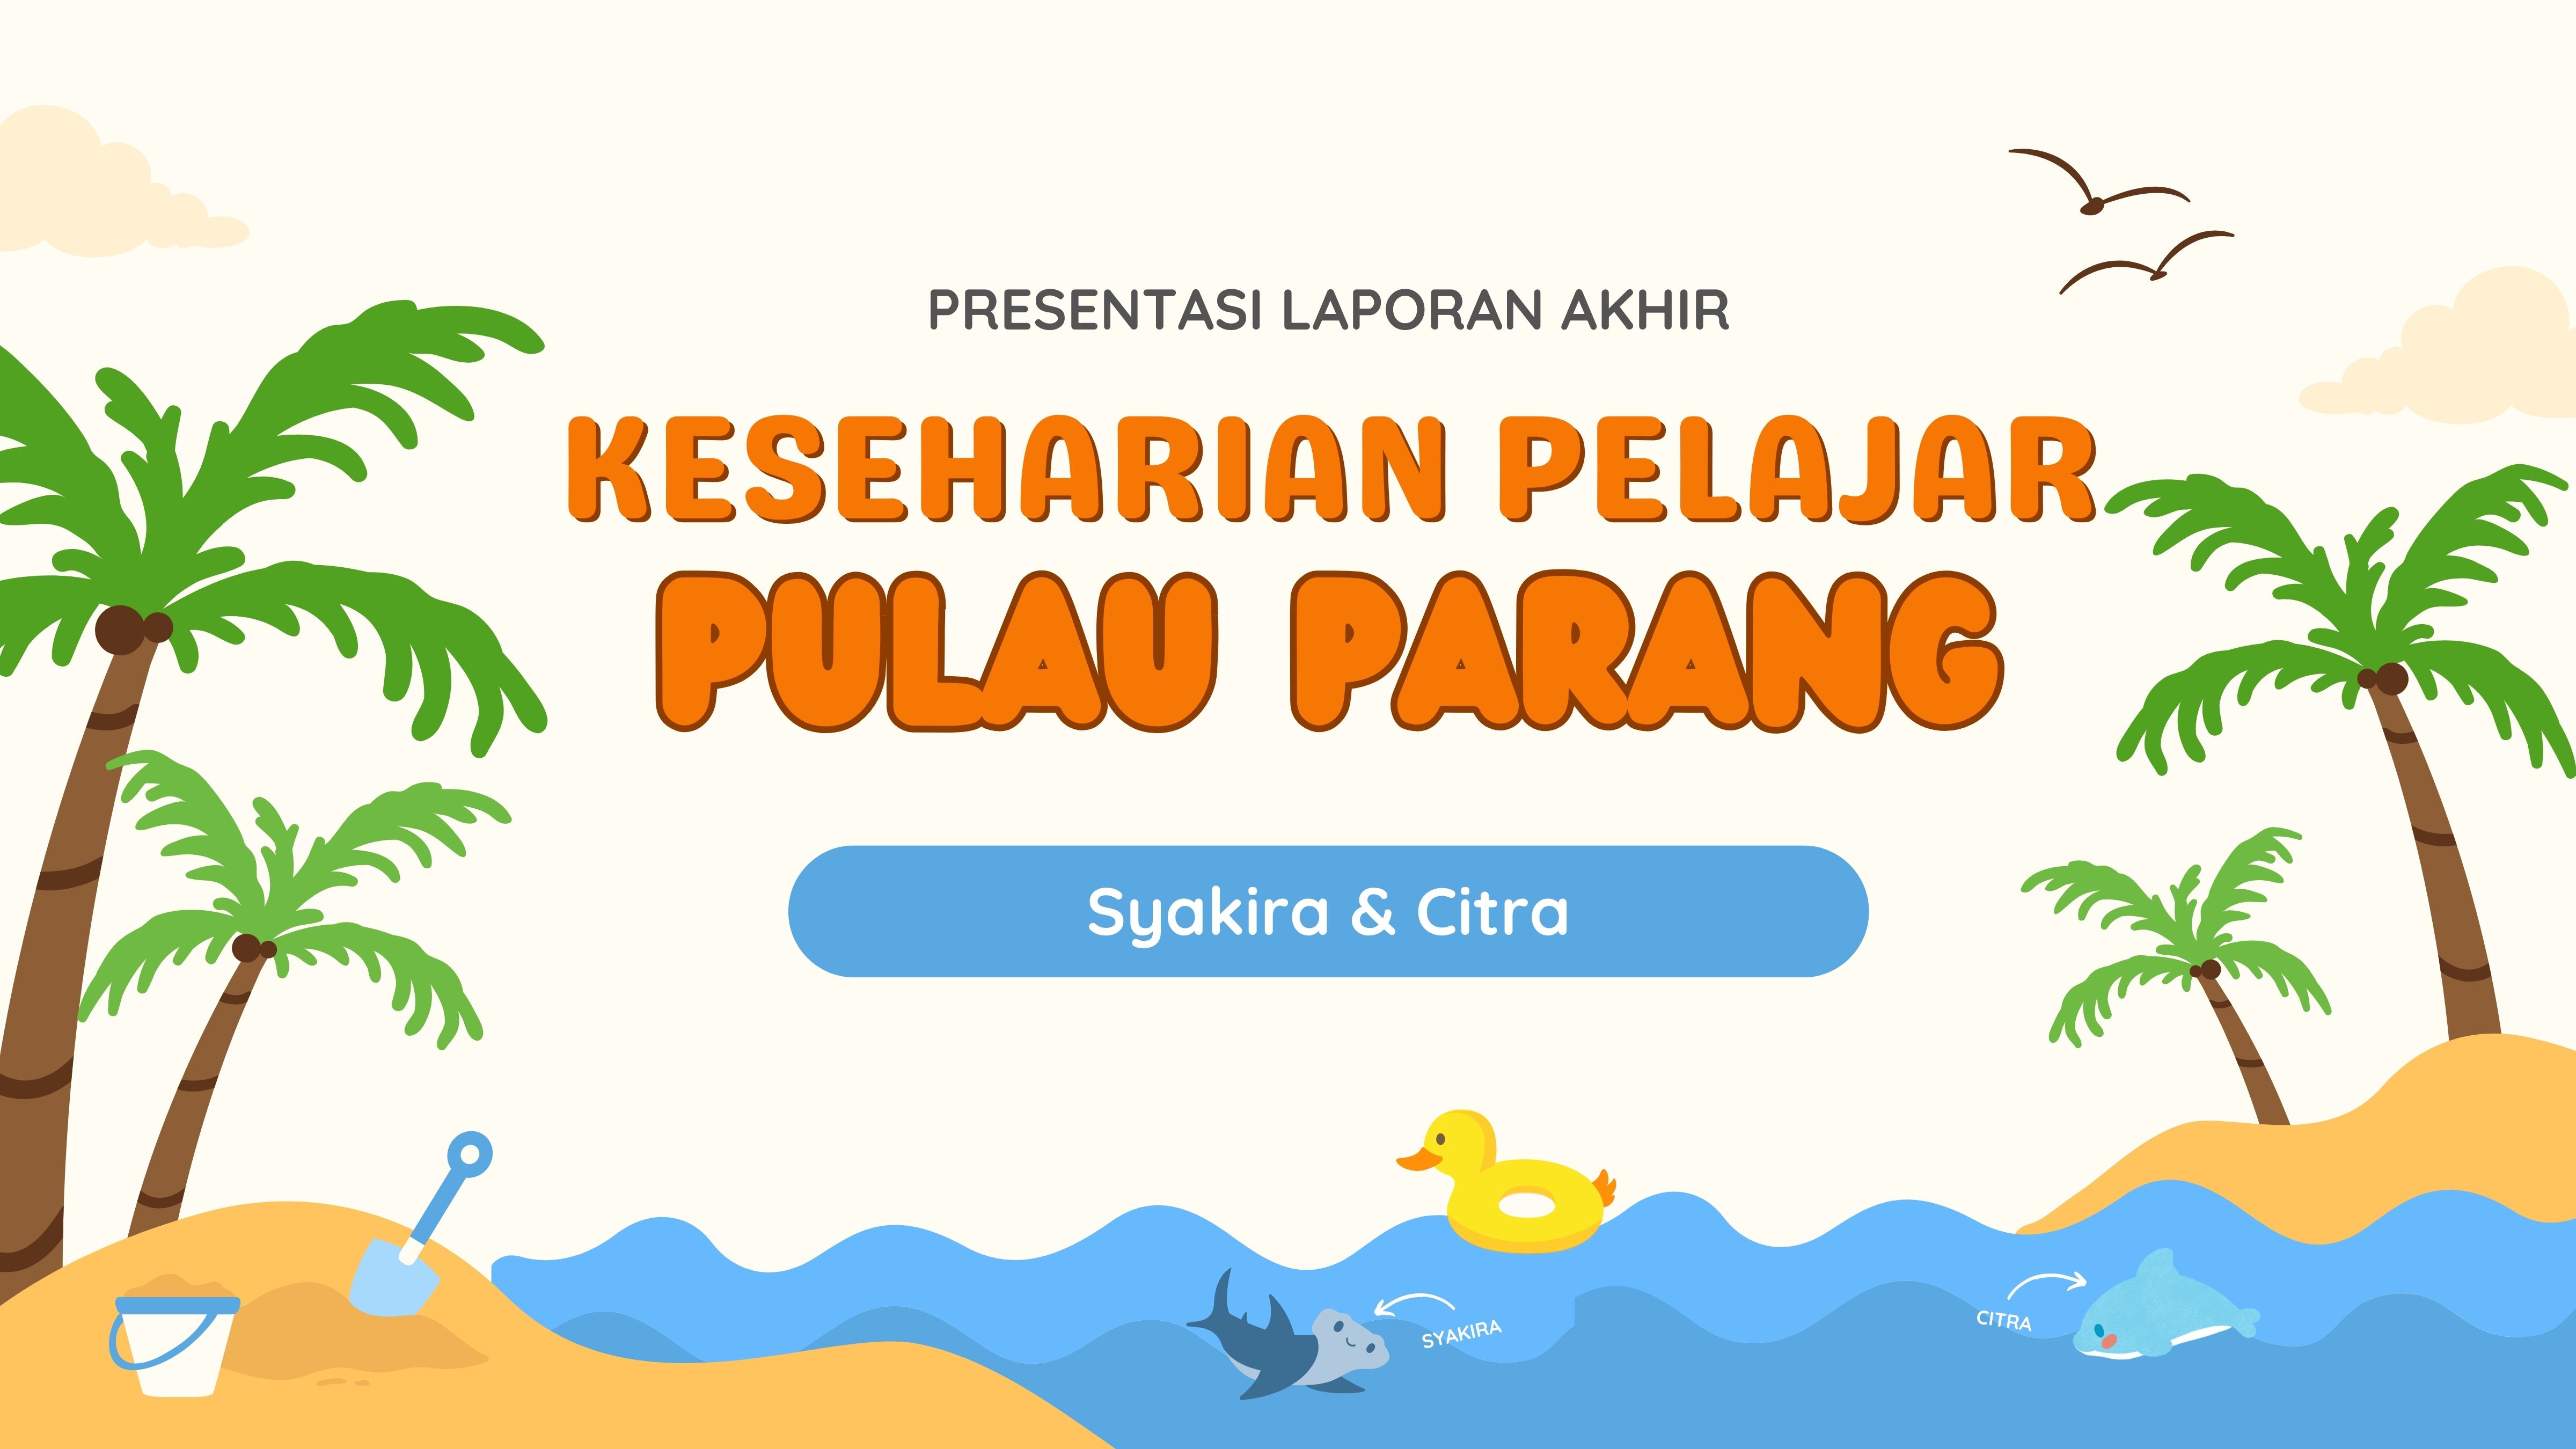 PRESENTASI LAPORAN AKHIR
KESEHARIAN PELAJAR
PULAU PARANG
Syakira & Citra
SYAKIRA
CITRA